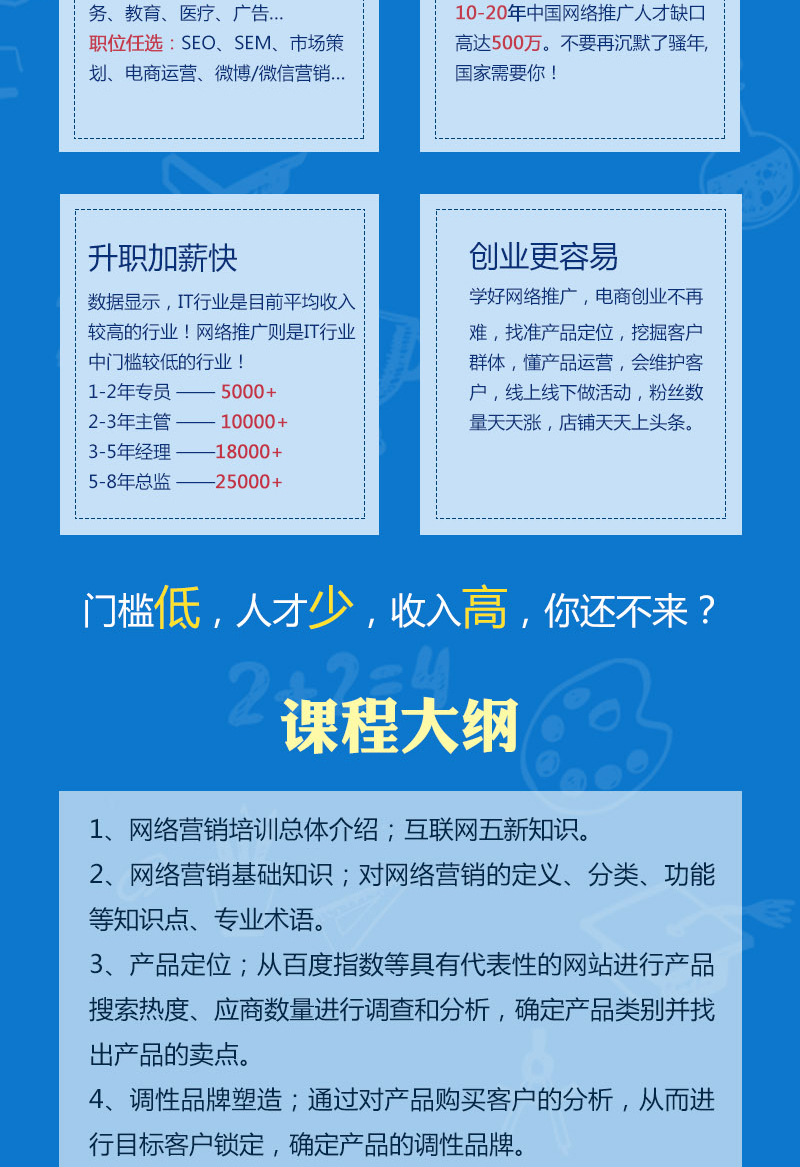 务、教育、医疗、广告...
职位任选：SEO、SEM、市场策
划、电商运营、微博/微信营销...
10-20年中国网络推广人才缺口
高达500万。不要再沉默了骚年,
国家需要你！
升职加薪快
数据显示，IT行业是目前平均收入
较高的行业！网络推广则是IT行业
中门槛较低的行业！
1-2年专员 —— 5000+
2-3年主管 —— 10000+
3-5年经理 ——18000+
5-8年总监 ——25000+
创业更容易
学好网络推广，电商创业不再
难，找准产品定位，挖掘客户
群体，懂产品运营，会维护客
户，线上线下做活动，粉丝数
量天天涨，店铺天天上头条。
门槛低，人才少，收入高，你还不来？
2+2=4
课程大纲
1、网络营销培训总体介绍；互联网五新知识。
2、网络营销基础知识；对网络营销的定义、分类、功能
等知识点、专业术语。
3、产品定位；从百度指数等具有代表性的网站进行产品
搜索热度、应商数量进行调查和分析，确定产品类别并找
出产品的卖点。
4、调性品牌塑造；通过对产品购买客户的分析，从而进
行目标客户锁定，确定产品的调性品牌。